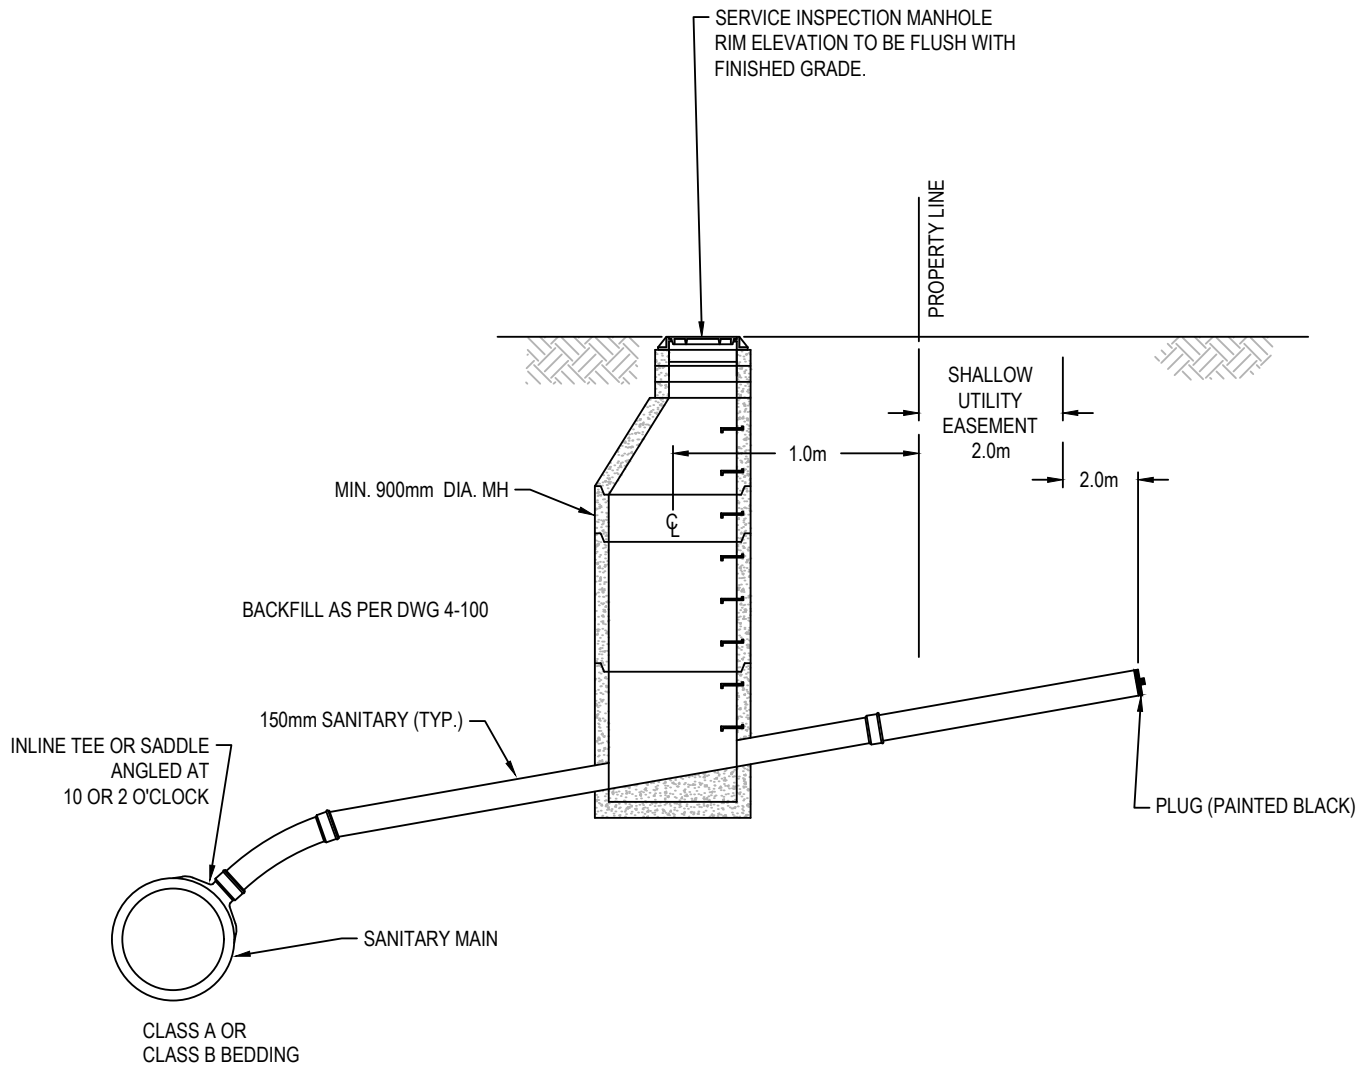 SERVICE INSPECTION MANHOLE
RIM ELEVATION TO BE FLUSH WITH
FINISHED GRADE.
PROPERTY LINE
SHALLOW
UTILITY
EASEMENT
2.0m
1.0m
2.0m
MIN. 900mm DIA. MH
℄
BACKFILL AS PER DWG 4-100
150mm SANITARY (TYP.)
INLINE TEE OR SADDLE
ANGLED AT
10 OR 2 O'CLOCK
PLUG (PAINTED BLACK)
SANITARY MAIN
CLASS A OR
CLASS B BEDDING